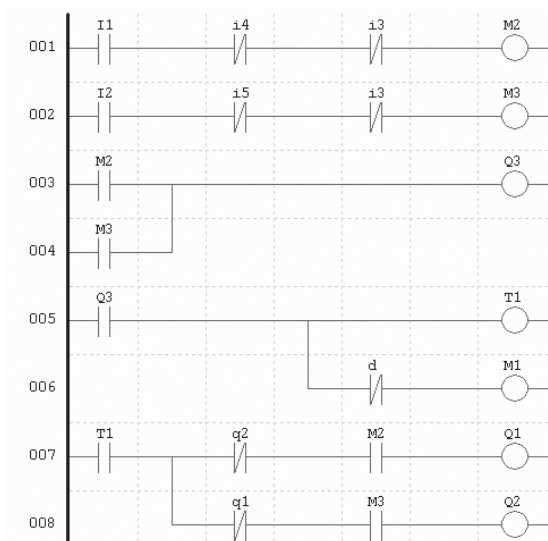 I1 i4 i3 M2
001
I2 i5 i3 M3
002
M2 Q3
003
M3
004
Q3 T1
005
d M1
006
T1 q2 M2 Q1
007
q1 M3 Q2
008